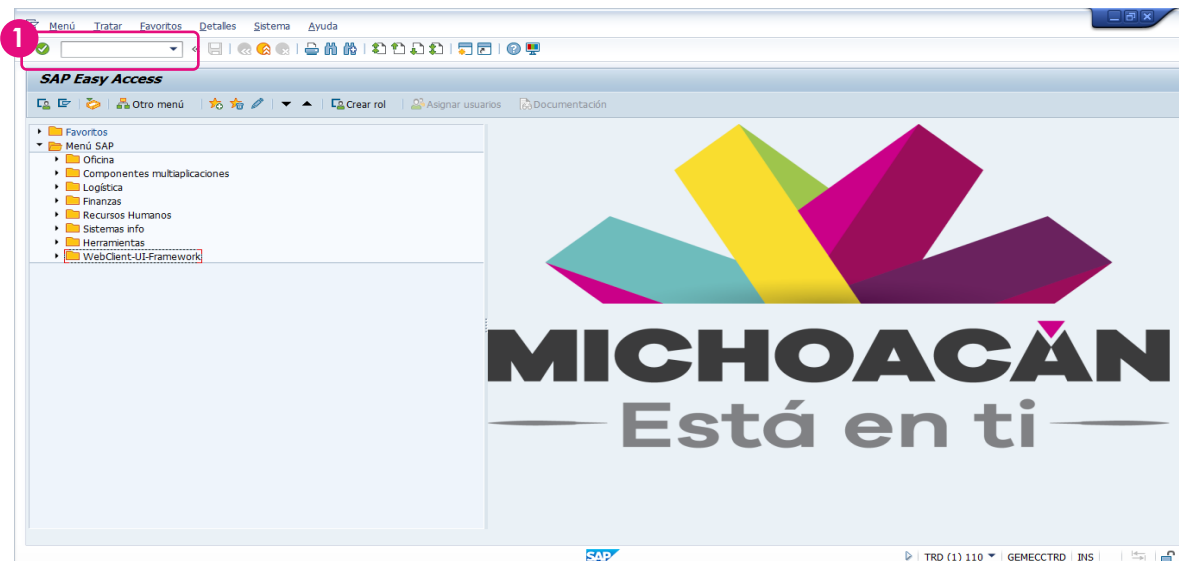 Menú Tratar Favoritos Detalles Sistema Ayuda
1
SAP Easy Access
Otro menú Crear rol Asignar usuarios Documentación
Favoritos
Menú SAP
Oficina
Componentes multiaplicaciones
Logística
Finanzas
Recursos Humanos
Sistemas info
Herramientas
WebClient-UI-Framework
MICHOACÁN
Está en ti
SAP TRD (1) 110 GEMECCTRD INS